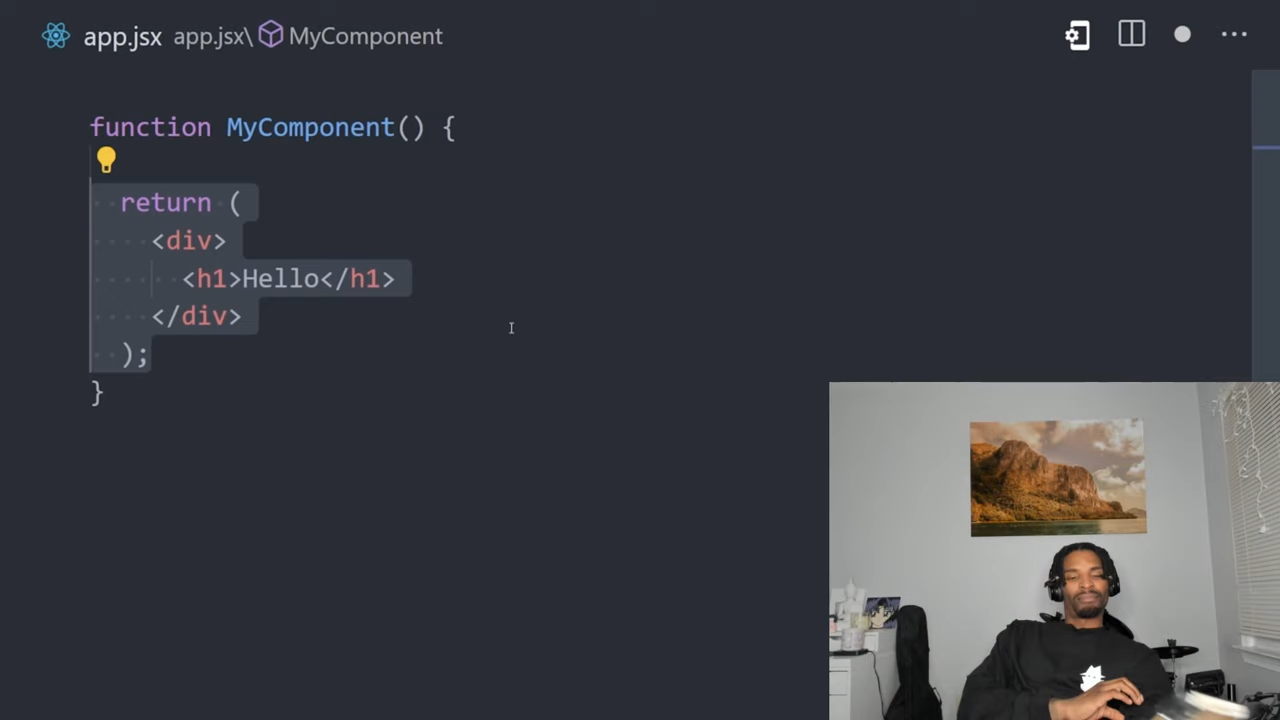 app.jsx app.jsx\ MyComponent
function MyComponent() {
return (
<div>
<h1>Hello</h1>
</div>
);
}